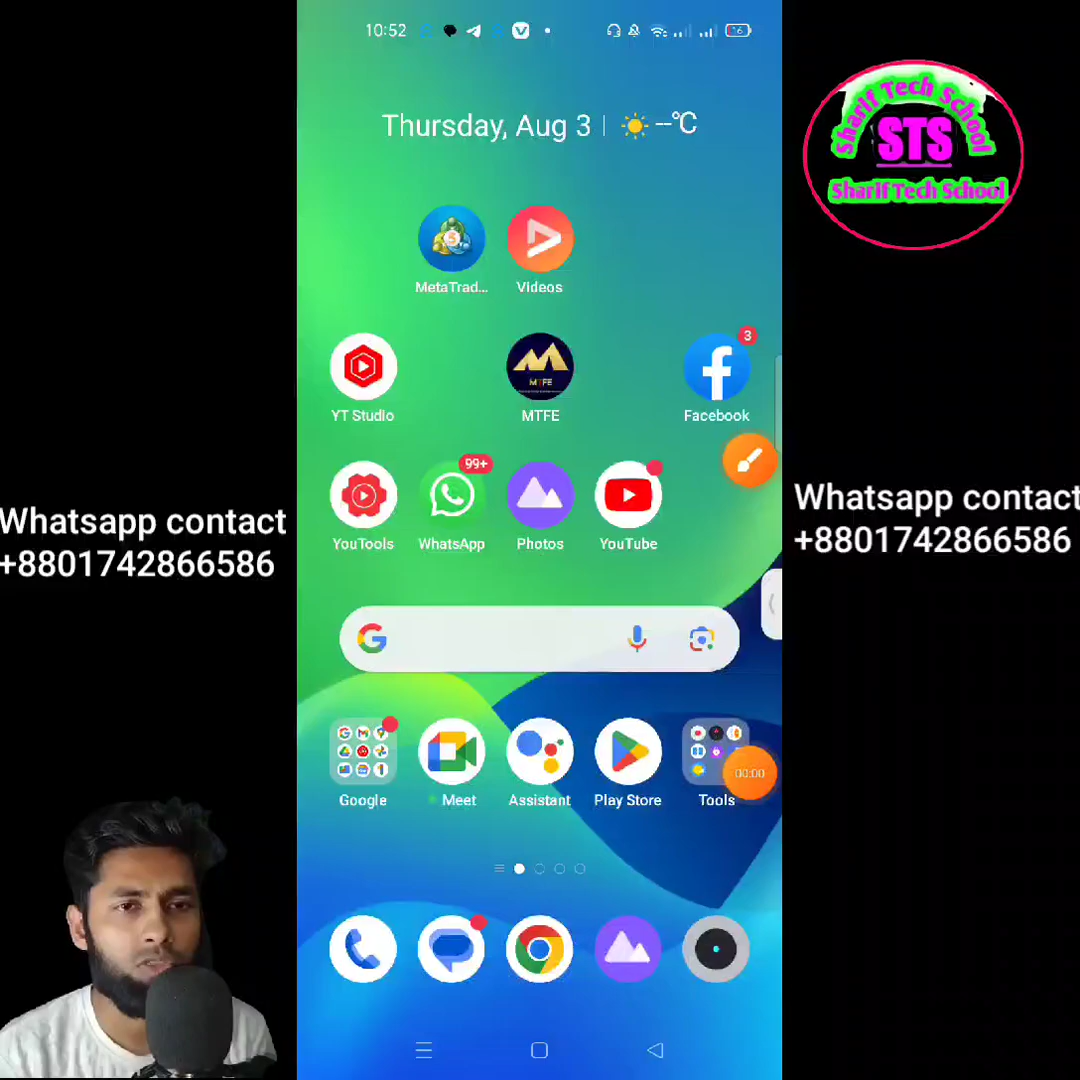 10:52
Thursday, Aug 3 | --°C
Sharif Tech School
STS
Sharif Tech School
MetaTrad...
Videos
3
MTFE
YT Studio
MTFE
Facebook
99+
YouTools
WhatsApp
Photos
YouTube
Whatsapp contact
+8801742866586
Whatsapp contact
+8801742866586
00:00
Google
Meet
Assistant
Play Store
Tools